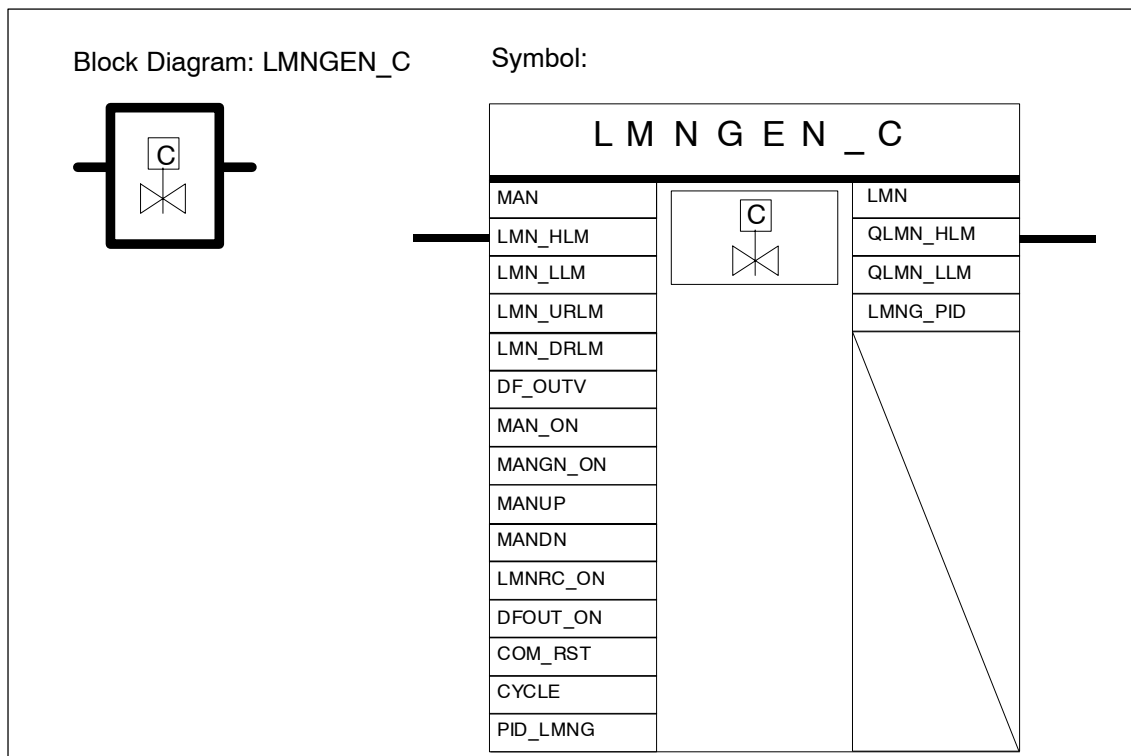 Block Diagram: LMNGEN_C
Symbol:
C
L M N G E N _ C
MAN
LMN_HLM
LMN_LLM
LMN_URLM
LMN_DRLM
DF_OUTV
MAN_ON
MANGN_ON
MANUP
MANDN
LMNRC_ON
DFOUT_ON
COM_RST
CYCLE
PID_LMNG
C
LMN
QLMN_HLM
QLMN_LLM
LMNG_PID